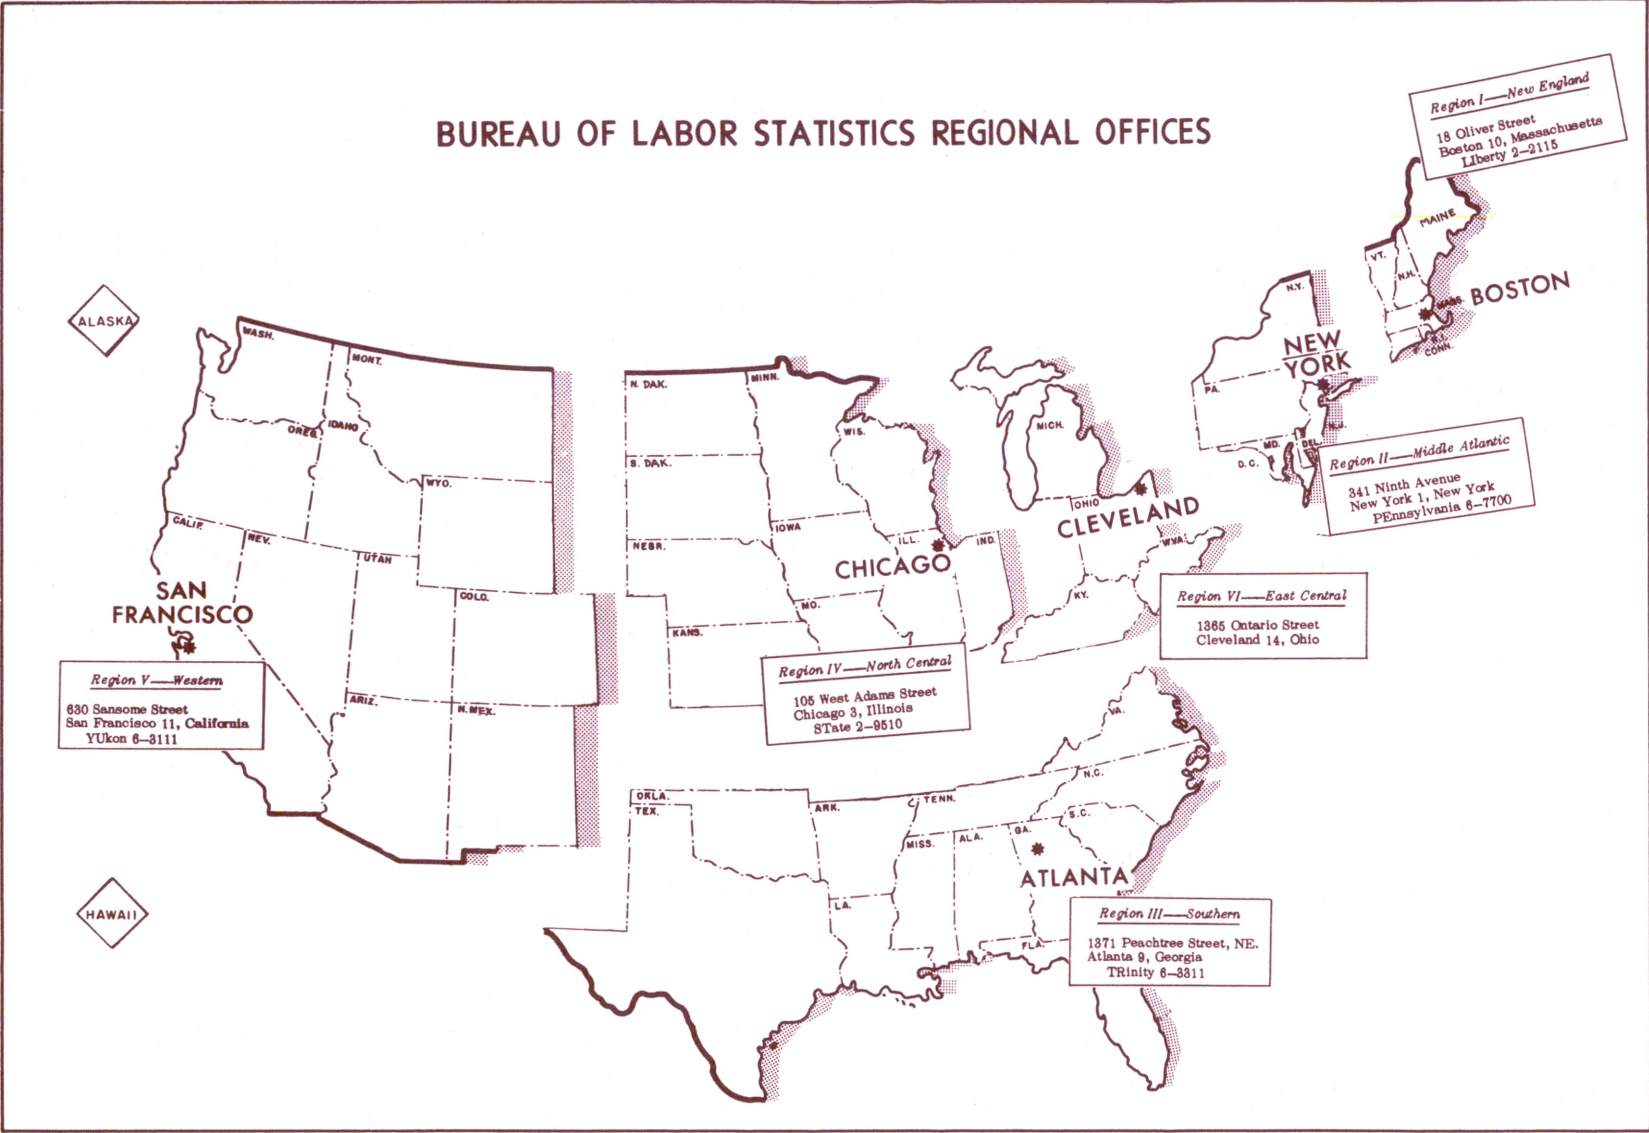 BUREAU OF LABOR STATISTICS REGIONAL OFFICES
Region I—New England
18 Oliver Street
Boston 10, Massachusetts
LIberty 2-2115
MAINE
VT.
N.H.
MASS.
BOSTON
R.I.
CONN.
N.Y.
NEW
YORK
PA.
N.J.
MD.
DEL.
D.C.
Region II—Middle Atlantic
341 Ninth Avenue
New York 1, New York
PEnnsylvania 6-7700
ALASKA
WASH.
MONT.
OREG.
IDAHO
WYO.
CALIF.
NEV.
UTAH
COLO.
SAN
FRANCISCO
Region V—Western
630 Sansome Street
San Francisco 11, California
YUkon 6-3111
ARIZ.
N.MEX.
HAWAII
N. DAK.
MINN.
WIS.
S. DAK.
IOWA
NEBR.
ILL.
IND.
CHICAGO
MO.
KANS.
Region IV—North Central
105 West Adams Street
Chicago 3, Illinois
STate 2-9510
MICH.
OHIO
CLEVELAND
W.VA.
KY.
Region VI—East Central
1365 Ontario Street
Cleveland 14, Ohio
VA.
N.C.
OKLA.
TEX.
ARK.
TENN.
S.C.
MISS.
ALA.
GA.
ATLANTA
LA.
FLA.
Region III—Southern
1371 Peachtree Street, NE.
Atlanta 9, Georgia
TRinity 6-3311